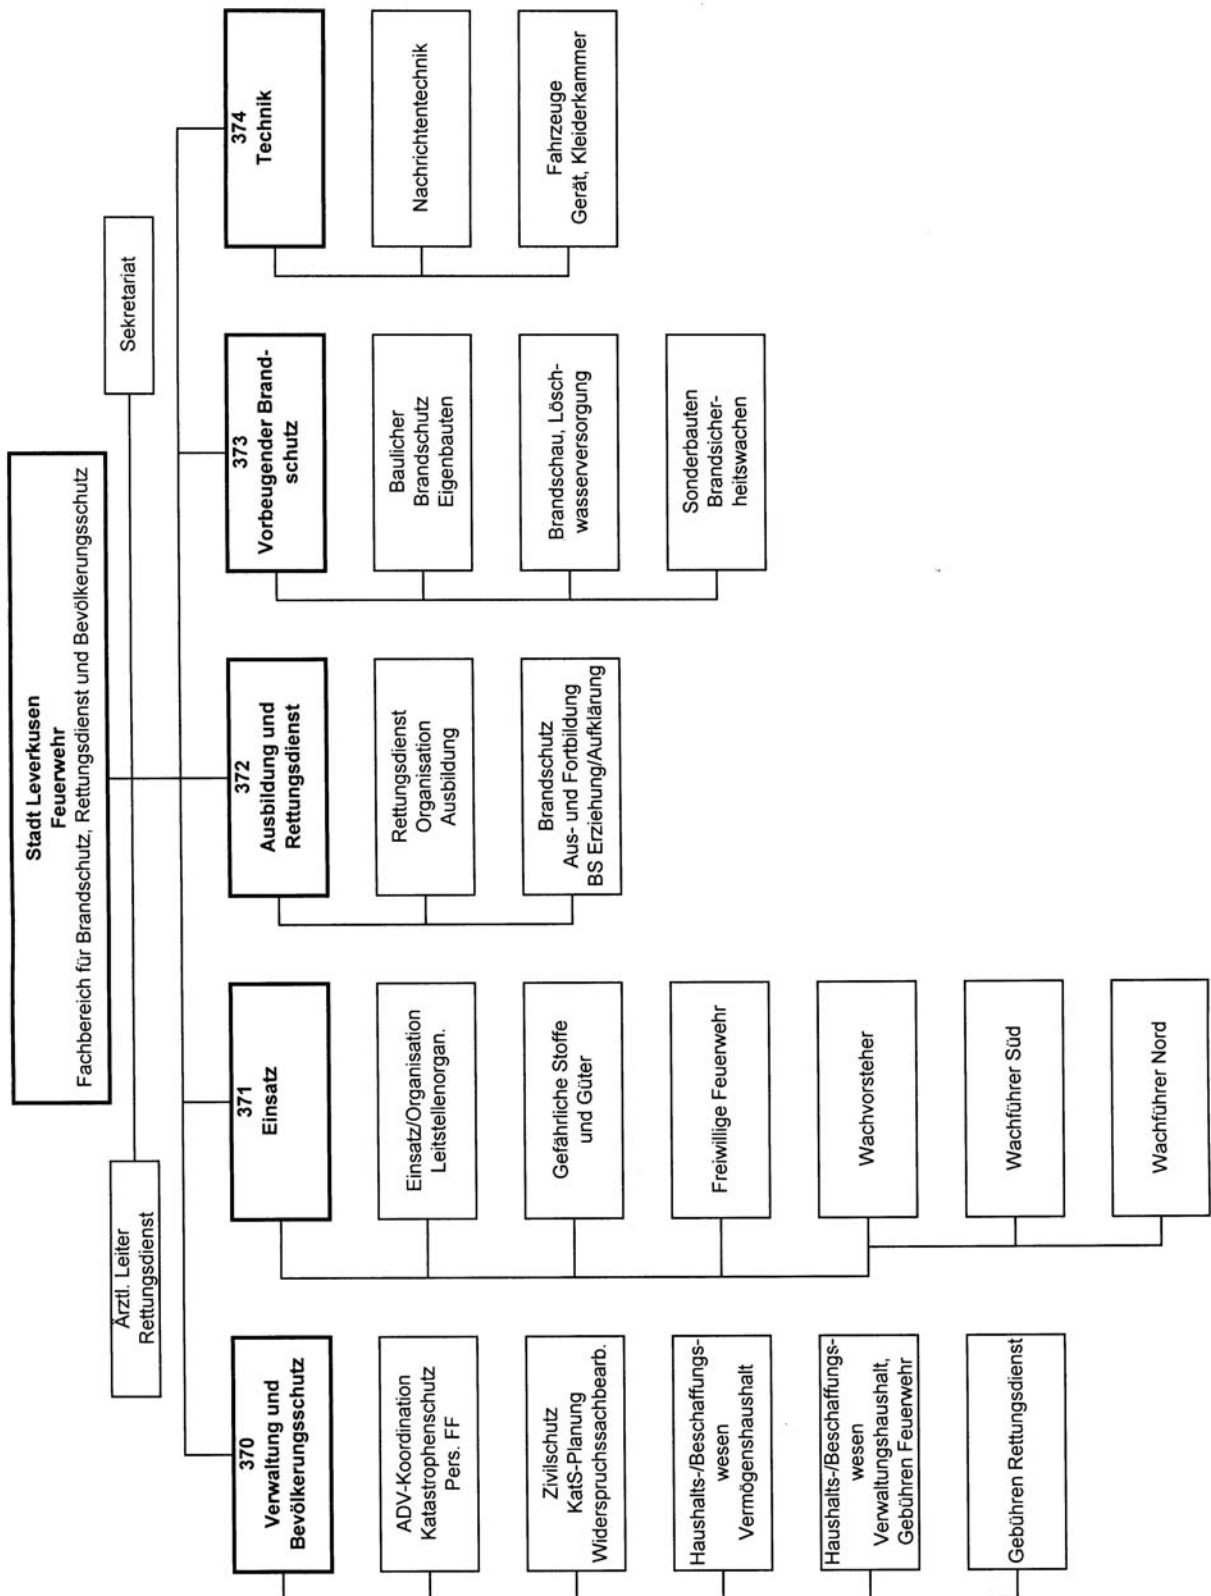 Stadt Leverkusen
Feuerwehr
Fachbereich für Brandschutz, Rettungsdienst und Bevölkerungsschutz
Ärztl. Leiter
Rettungsdienst
Sekretariat
370
Verwaltung und
Bevölkerungsschutz
ADV-Koordination
Katastrophenschutz
Pers. FF
Zivilschutz
KatS-Planung
Widerspruchssachbearb.
Haushalts-/Beschaffungs-
wesen
Vermögenshaushalt
Haushalts-/Beschaffungs-
wesen
Verwaltungshaushalt,
Gebühren Feuerwehr
Gebühren Rettungsdienst
371
Einsatz
Einsatz/Organisation
Leitstellenorgan.
Gefährliche Stoffe
und Güter
Freiwillige Feuerwehr
Wachvorsteher
Wachführer Süd
Wachführer Nord
372
Ausbildung und
Rettungsdienst
Rettungsdienst
Organisation
Ausbildung
Brandschutz
Aus- und Fortbildung
BS Erziehung/Aufklärung
373
Vorbeugender Brand-
schutz
Baulicher
Brandschutz
Eigenbauten
Brandschau, Lösch-
wasserversorgung
Sonderbauten
Brandsicher-
heitswachen
374
Technik
Nachrichtentechnik
Fahrzeuge
Gerät, Kleiderkammer